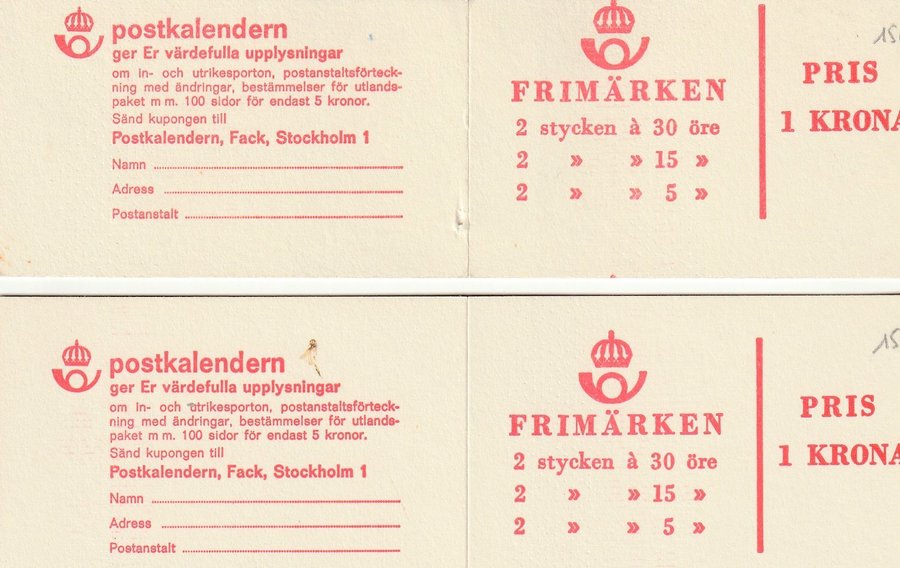 postkalendern
ger Er värdefulla upplysningar
om in- och utrikesporton, postanstaltsförteck-
ning med ändringar, bestämmelser för utlands-
paket m m. 100 sidor för endast 5 kronor.
Sänd kupongen till
Postkalendern, Fack, Stockholm 1
Namn
Adress
Postanstalt
FRIMÄRKEN
2 stycken à 30 öre
2 » » 15 »
2 » » 5 »
PRIS
1 KRONA
15
postkalendern
ger Er värdefulla upplysningar
om in- och utrikesporton, postanstaltsförteck-
ning med ändringar, bestämmelser för utlands-
paket m m. 100 sidor för endast 5 kronor.
Sänd kupongen till
Postkalendern, Fack, Stockholm 1
Namn
Adress
Postanstalt
FRIMÄRKEN
2 stycken à 30 öre
2 » » 15 »
2 » » 5 »
PRIS
1 KRONA
15